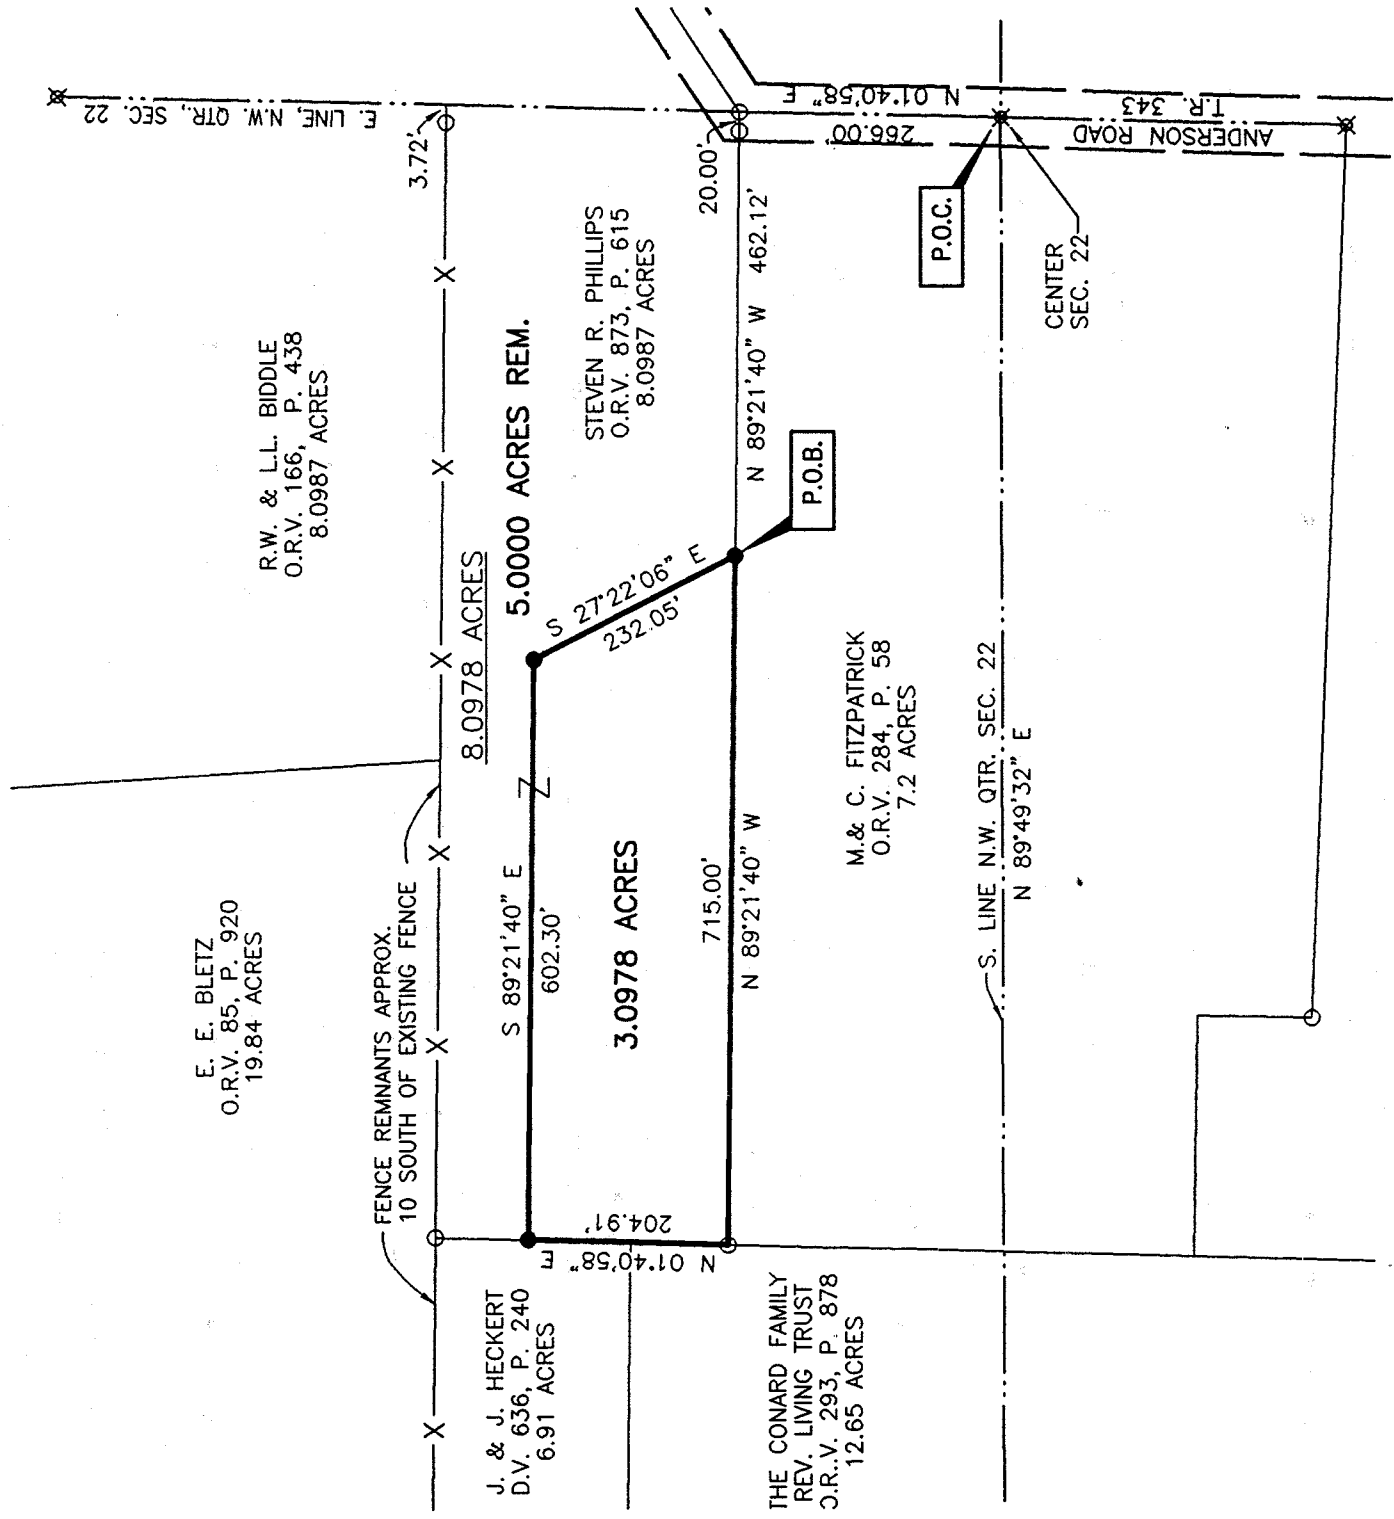 E. LINE, N.W. QTR., SEC. 22
3.72'
R.W. & L.L. BIDDLE
O.R.V. 166, P. 438
8.0987 ACRES
STEVEN R. PHILLIPS
O.R.V. 873, P. 615
8.0987 ACRES
20.00'
N 01°40'58" E
266.00'
T.R. 343
ANDERSON ROAD
P.O.C.
CENTER
SEC. 22
N 89°21'40" W 462.12'
5.0000 ACRES REM.
8.0978 ACRES
P.O.B.
S 27°22'06" E
232.05'
E. E. BLETZ
O.R.V. 85, P. 920
19.84 ACRES
FENCE REMNANTS APPROX.
10 SOUTH OF EXISTING FENCE
S 89°21'40" E
602.30'
3.0978 ACRES
715.00'
N 89°21'40" W
M.& C. FITZPATRICK
O.R.V. 284, P. 58
7.2 ACRES
S. LINE N.W. QTR. SEC. 22
N 89°49'32" E
204.91'
N 01°40'58" E
J. & J. HECKERT
D.V. 636, P. 240
6.91 ACRES
THE CONARD FAMILY
REV. LIVING TRUST
O.R..V. 293, P. 878
12.65 ACRES
X
X
X
X
X
X
Z